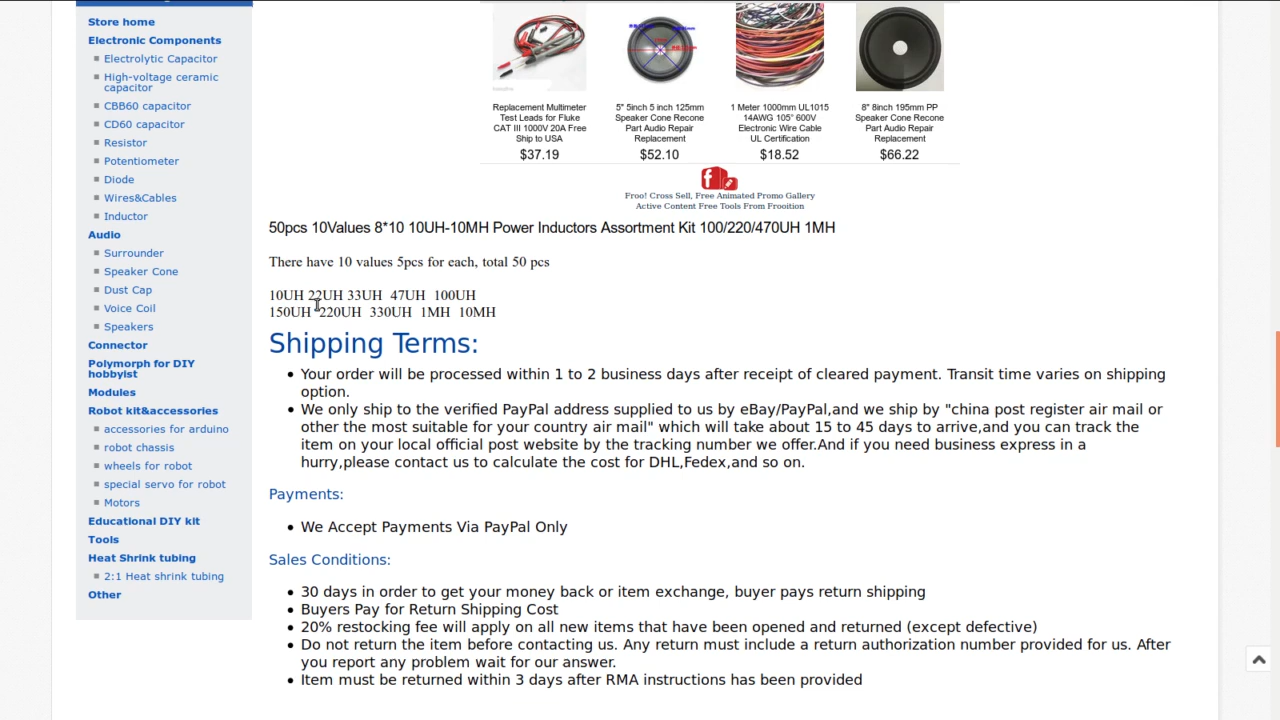 Store home
Electronic Components
Electrolytic Capacitor
High-voltage ceramic
capacitor
CBB60 capacitor
CD60 capacitor
Resistor
Potentiometer
Diode
Wires&Cables
Inductor
Audio
Surrounder
Speaker Cone
Dust Cap
Voice Coil
Speakers
Connector
Polymorph for DIY
hobbyist
Modules
Robot kit&accessories
accessories for arduino
robot chassis
wheels for robot
special servo for robot
Motors
Educational DIY kit
Tools
Heat Shrink tubing
2:1 Heat shrink tubing
Other
Replacement Multimeter
Test Leads for Fluke
CAT III 1000V 20A Free
Ship to USA
$37.19
5" 5inch 5 inch 125mm
Speaker Cone Recone
Part Audio Repair
Replacement
$52.10
1 Meter 1000mm UL1015
14AWG 105° 600V
Electronic Wire Cable
UL Certification
$18.52
8" 8inch 195mm PP
Speaker Cone Recone
Part Audio Repair
Replacement
$66.22
Froo! Cross Sell, Free Animated Promo Gallery
Active Content Free Tools From Frooition
50pcs 10Values 8*10 10UH-10MH Power Inductors Assortment Kit 100/220/470UH 1MH
There have 10 values 5pcs for each, total 50 pcs
10UH 22UH 33UH 47UH 100UH
150UH 220UH 330UH 1MH 10MH
Shipping Terms:
Your order will be processed within 1 to 2 business days after receipt of cleared payment. Transit time varies on shipping
option.
We only ship to the verified PayPal address supplied to us by eBay/PayPal,and we ship by "china post register air mail or
other the most suitable for your country air mail" which will take about 15 to 45 days to arrive,and you can track the
item on your local official post website by the tracking number we offer.And if you need business express in a
hurry,please contact us to calculate the cost for DHL,Fedex,and so on.
Payments:
We Accept Payments Via PayPal Only
Sales Conditions:
30 days in order to get your money back or item exchange, buyer pays return shipping
Buyers Pay for Return Shipping Cost
20% restocking fee will apply on all new items that have been opened and returned (except defective)
Do not return the item before contacting us. Any return must include a return authorization number provided for us. After
you report any problem wait for our answer.
Item must be returned within 3 days after RMA instructions has been provided